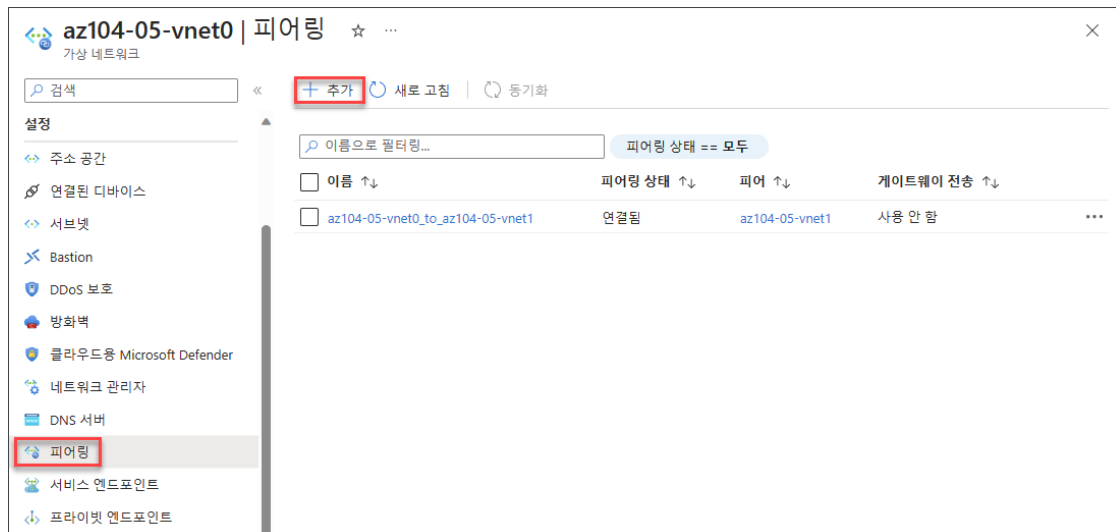 az104-05-vnet0 | 피어링 ☆ ...
가상 네트워크
검색 «
설정
주소 공간
연결된 디바이스
서브넷
Bastion
DDoS 보호
방화벽
클라우드용 Microsoft Defender
네트워크 관리자
DNS 서버
피어링
서비스 엔드포인트
프라이빗 엔드포인트
+ 추가 새로 고침 동기화
이름으로 필터링... 피어링 상태 == 모두
이름 ↑↓ 피어링 상태 ↑↓ 피어 ↑↓ 게이트웨이 전송 ↑↓
az104-05-vnet0_to_az104-05-vnet1 연결됨 az104-05-vnet1 사용 안 함 ...